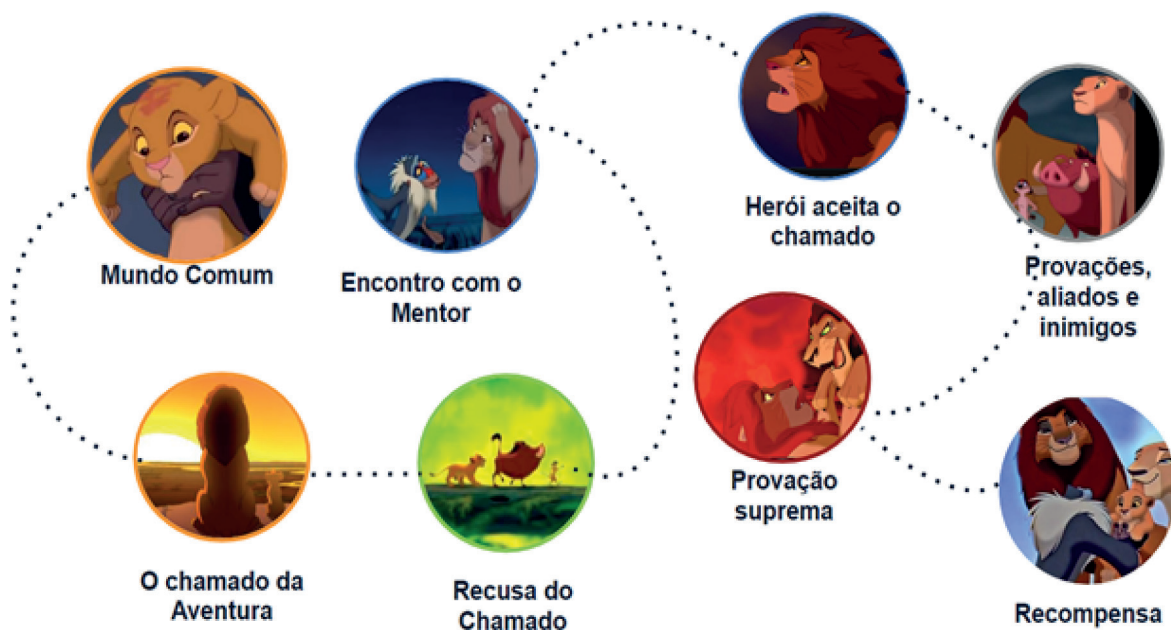 Mundo Comum
O chamado da
Aventura
Recusa do
Chamado
Encontro com o
Mentor
Herói aceita o
chamado
Provações,
aliados e
inimigos
Provação
suprema
Recompensa